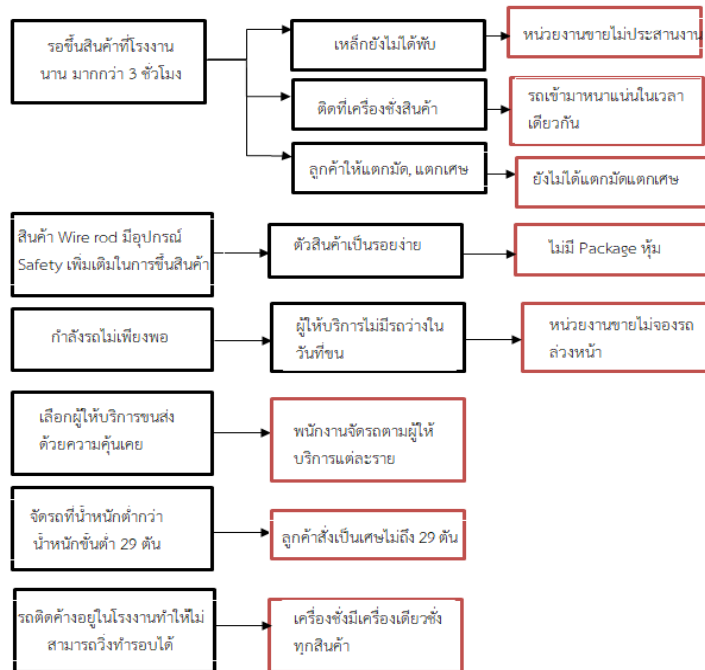 รอขึ้นสินค้าที่โรงงาน
นาน มากกว่า 3 ชั่วโมง
เหล็กยังไม่ได้พับ
หน่วยงานขายไม่ประสานงาน
ติดที่เครื่องชั่งสินค้า
รถเข้ามาหนาแน่นในเวลา
เดียวกัน
ลูกค้าให้แตกมัด, แตกเศษ
ยังไม่ได้แตกมัดแตกเศษ
สินค้า Wire rod มีอุปกรณ์
Safety เพิ่มเติมในการขึ้นสินค้า
ตัวสินค้าเป็นรอยง่าย
ไม่มี Package หุ้ม
กำลังรถไม่เพียงพอ
ผู้ให้บริการไม่มีรถว่างใน
วันที่ขน
หน่วยงานขายไม่จองรถ
ล่วงหน้า
เลือกผู้ให้บริการขนส่ง
ด้วยความคุ้นเคย
พนักงานจัดรถตามผู้ให้
บริการแต่ละราย
จัดรถที่น้ำหนักต่ำกว่า
น้ำหนักขั้นต่ำ 29 ตัน
ลูกค้าสั่งเป็นเศษไม่ถึง 29 ตัน
รถติดค้างอยู่ในโรงงานทำให้ไม่
สามารถวิ่งทำรอบได้
เครื่องชั่งมีเครื่องเดียวชั่ง
ทุกสินค้า